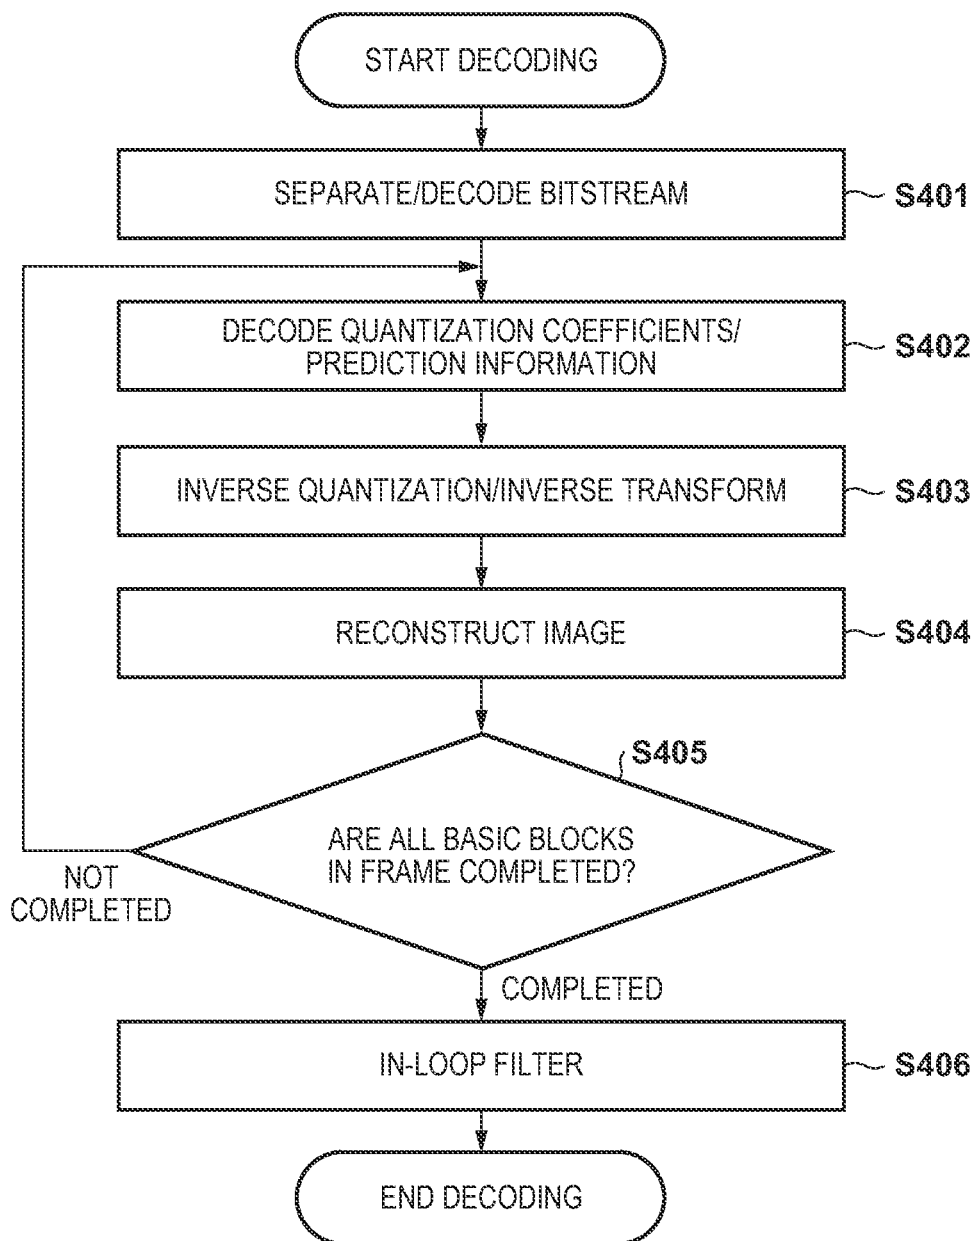 START DECODING
SEPARATE/DECODE BITSTREAM
S401
DECODE QUANTIZATION COEFFICIENTS/
PREDICTION INFORMATION
S402
INVERSE QUANTIZATION/INVERSE TRANSFORM
S403
RECONSTRUCT IMAGE
S404
S405
ARE ALL BASIC BLOCKS
IN FRAME COMPLETED?
NOT
COMPLETED
COMPLETED
IN-LOOP FILTER
S406
END DECODING